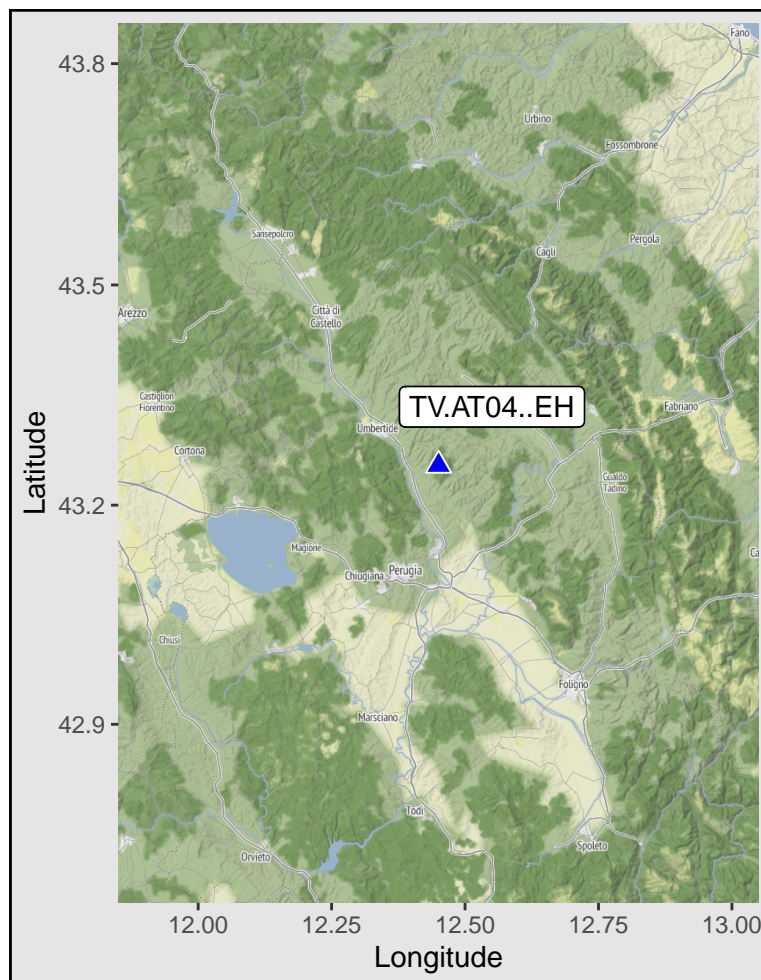 Fano
43.8
Urbino
Fossombrone
Sansepolcro
Pergola
Cagli
43.5
Arezzo
Città di
Castello
TV.AT04..EH
Castiglion
Fiorentino
Fabriano
Umbertide
Cortona
Gualdo
Tadino
Latitude
43.2
Magione
Ca
Chiugiana
Perugia
Chiusi
Foligno
42.9
Marsciano
Todi
Orvieto
Spoleto
12.00
12.25
12.50
12.75
13.00
Longitude